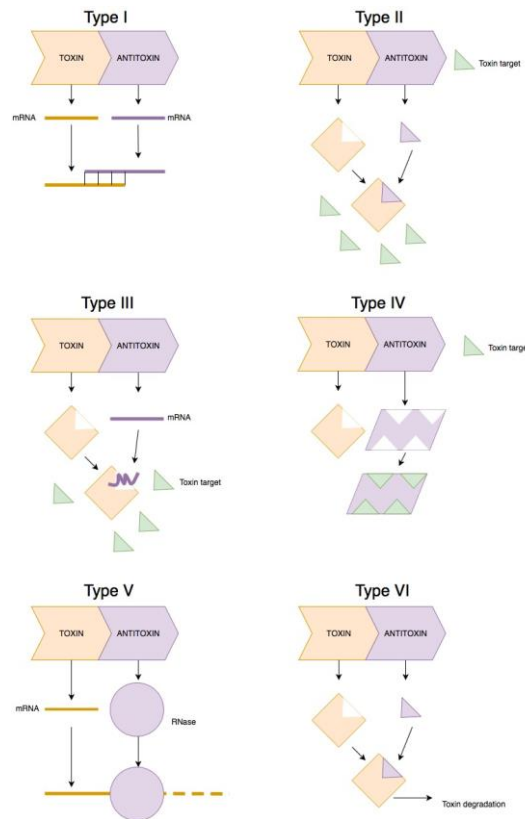 Type I
TOXIN
ANTITOXIN
mRNA
mRNA
Type II
TOXIN
ANTITOXIN
Toxin target
Type III
TOXIN
ANTITOXIN
mRNA
Toxin target
Type IV
TOXIN
ANTITOXIN
Toxin target
Type V
TOXIN
ANTITOXIN
mRNA
RNase
Type VI
TOXIN
ANTITOXIN
Toxin degradation